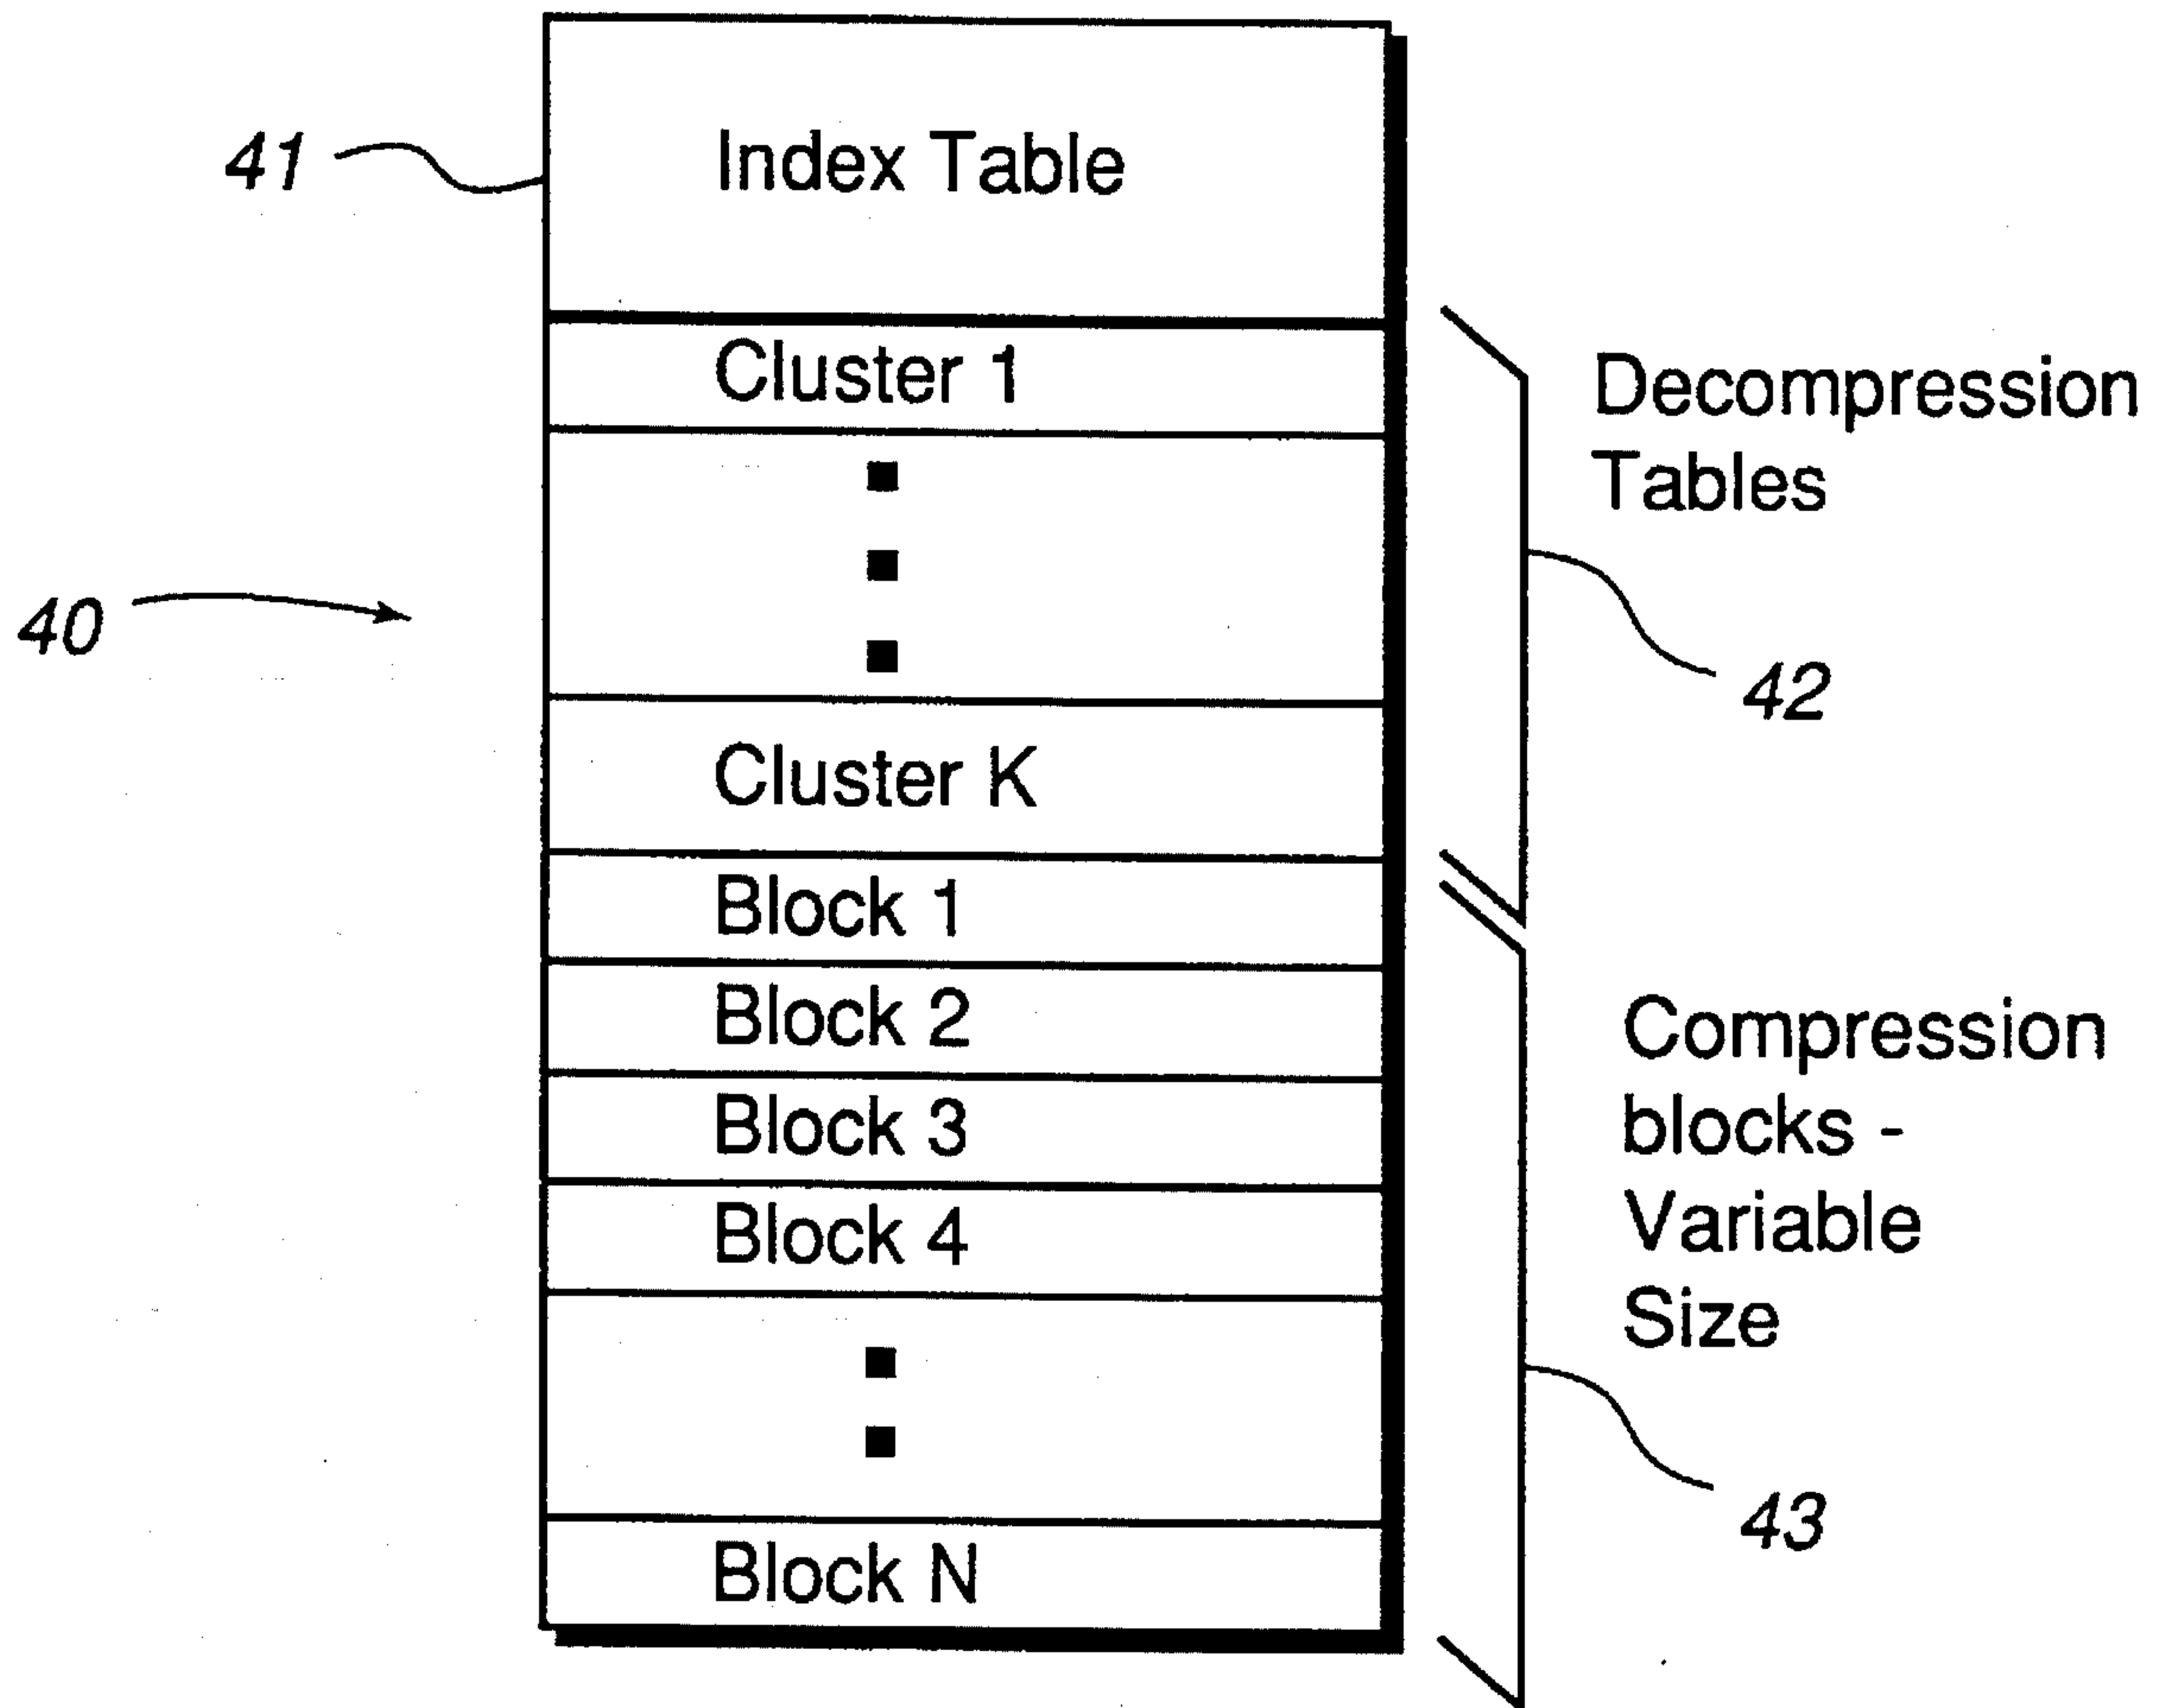 41
Index Table
Cluster 1
Decompression
Tables
40
42
Cluster K
Block 1
Block 2
Block 3
Block 4
Compression
blocks -
Variable
Size
43
Block N